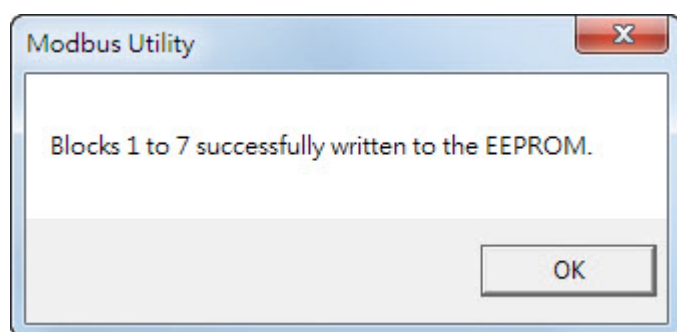 Modbus Utility
Blocks 1 to 7 successfully written to the EEPROM.
OK